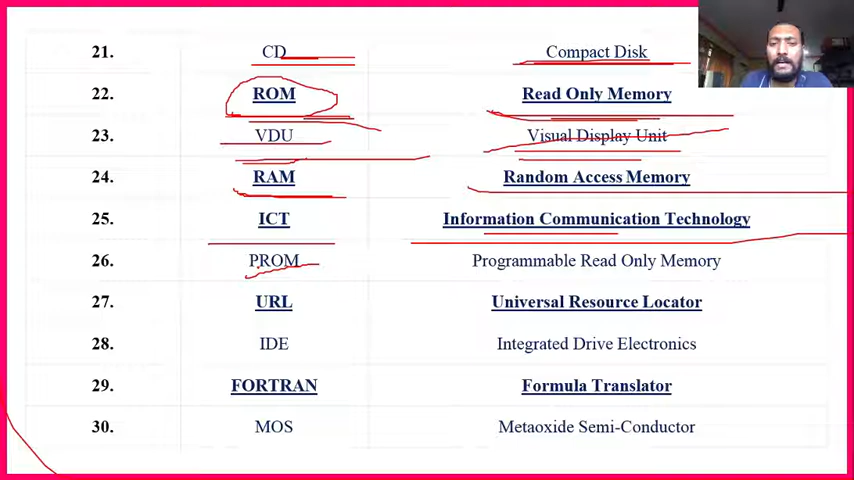 21. CD Compact Disk
22. ROM Read Only Memory
23. VDU Visual Display Unit
24. RAM Random Access Memory
25. ICT Information Communication Technology
26. PROM Programmable Read Only Memory
27. URL Universal Resource Locator
28. IDE Integrated Drive Electronics
29. FORTRAN Formula Translator
30. MOS Metaoxide Semi-Conductor